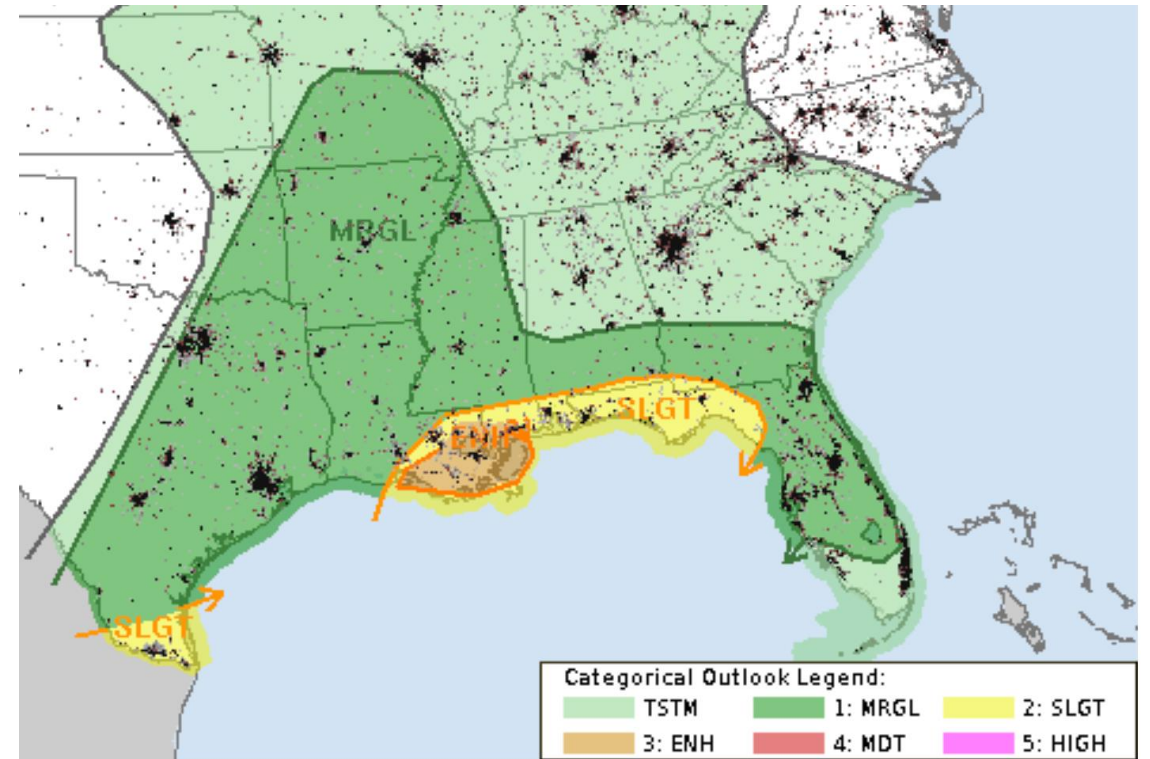 MRGL
SLGT
ENH
SLGT
Categorical Outlook Legend:
TSTM 1: MRGL 2: SLGT
3: ENH 4: MDT 5: HIGH